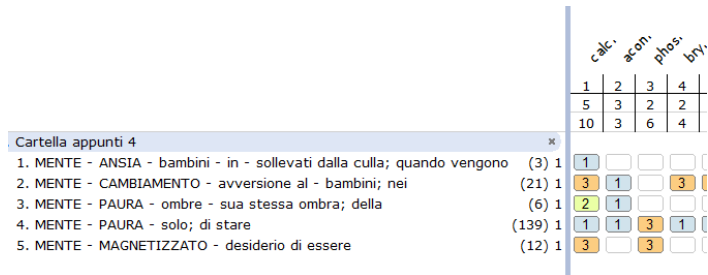 calc. acon. phos. bry.
1 2 3 4
5 3 2 2
10 3 6 4
Cartella appunti 4 ×
1. MENTE - ANSIA - bambini - in - sollevati dalla culla; quando vengono (3) 1 1
2. MENTE - CAMBIAMENTO - avversione al - bambini; nei (21) 1 3 1 3
3. MENTE - PAURA - ombre - sua stessa ombra; della (6) 1 2 1
4. MENTE - PAURA - solo; di stare (139) 1 1 1 3 1
5. MENTE - MAGNETIZZATO - desiderio di essere (12) 1 3 3